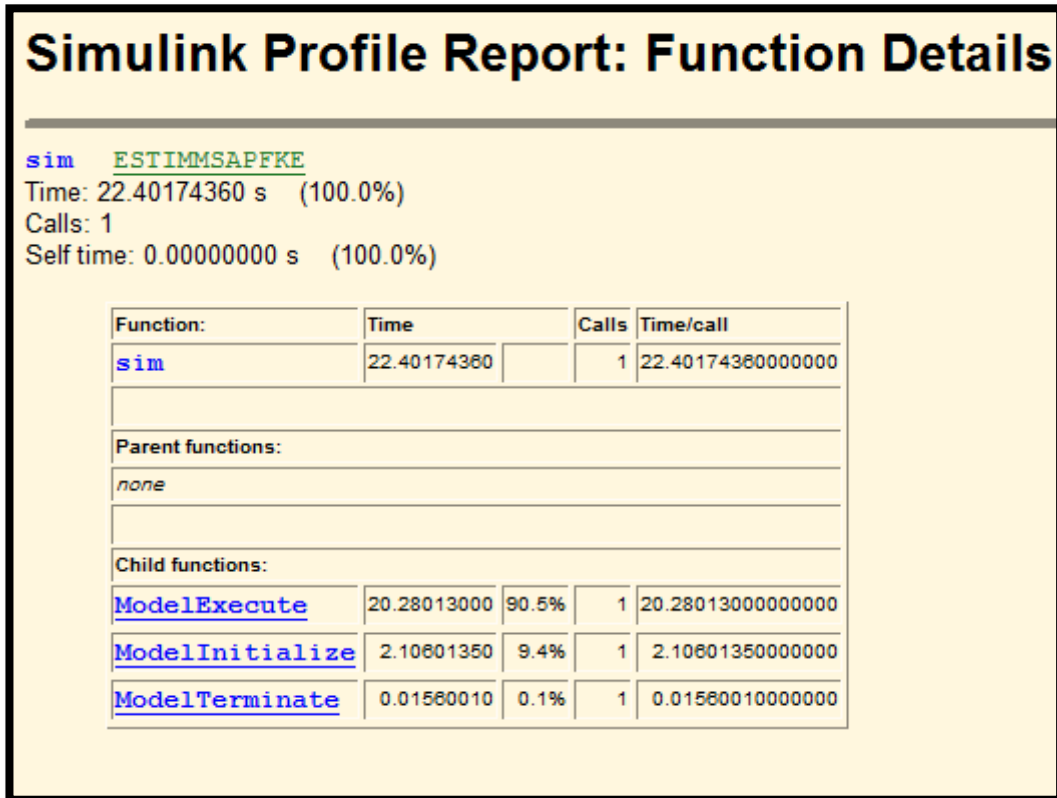 Simulink Profile Report: Function Details
sim ESTIMMSAPFKE
Time: 22.40174360 s (100.0%)
Calls: 1
Self time: 0.00000000 s (100.0%)
Function: Time Calls Time/call
sim 22.40174360 1 22.40174360000000
Parent functions:
none
Child functions:
ModelExecute 20.28013000 90.5% 1 20.28013000000000
ModelInitialize 2.10601350 9.4% 1 2.10601350000000
ModelTerminate 0.01560010 0.1% 1 0.01560010000000